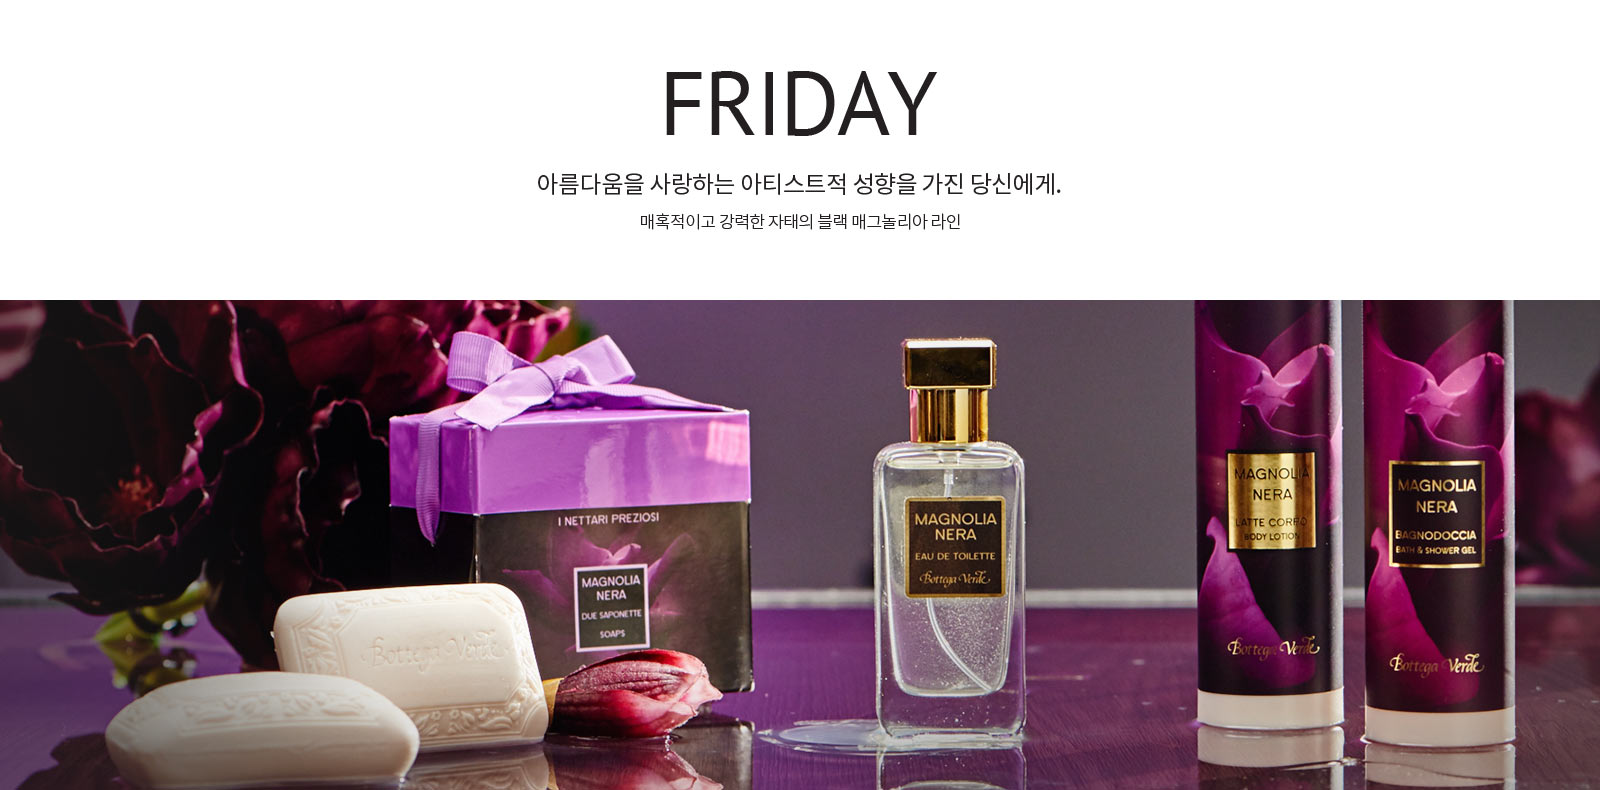 FRIDAY
아름다움을 사랑하는 아티스트적 성향을 가진 당신에게.
매혹적이고 강력한 자태의 블랙 매그놀리아 라인
I NETTARI PREZIOSI
MAGNOLIA
NERA
DUE SAPONETTE
SOAPS
Bottega Verde
MAGNOLIA
NERA
EAU DE TOILETTE
Bottega Verde
MAGNOLIA
NERA
LATTE CORPO
BODY LOTION
Bottega Verde
MAGNOLIA
NERA
BAGNODOCCIA
BATH & SHOWER GEL
Bottega Verde